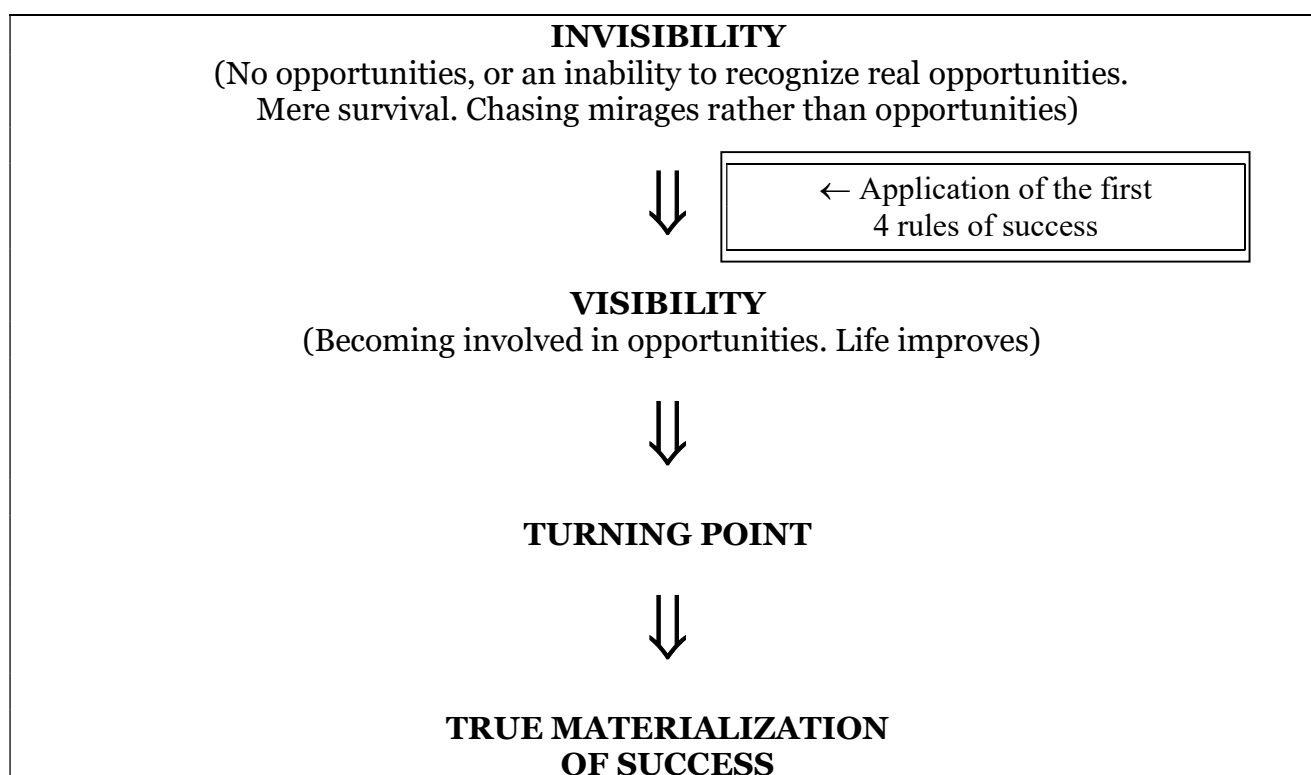 INVISIBILITY
(No opportunities, or an inability to recognize real opportunities.
Mere survival. Chasing mirages rather than opportunities)
⇓
← Application of the first
4 rules of success
VISIBILITY
(Becoming involved in opportunities. Life improves)
⇓
TURNING POINT
⇓
TRUE MATERIALIZATION
OF SUCCESS